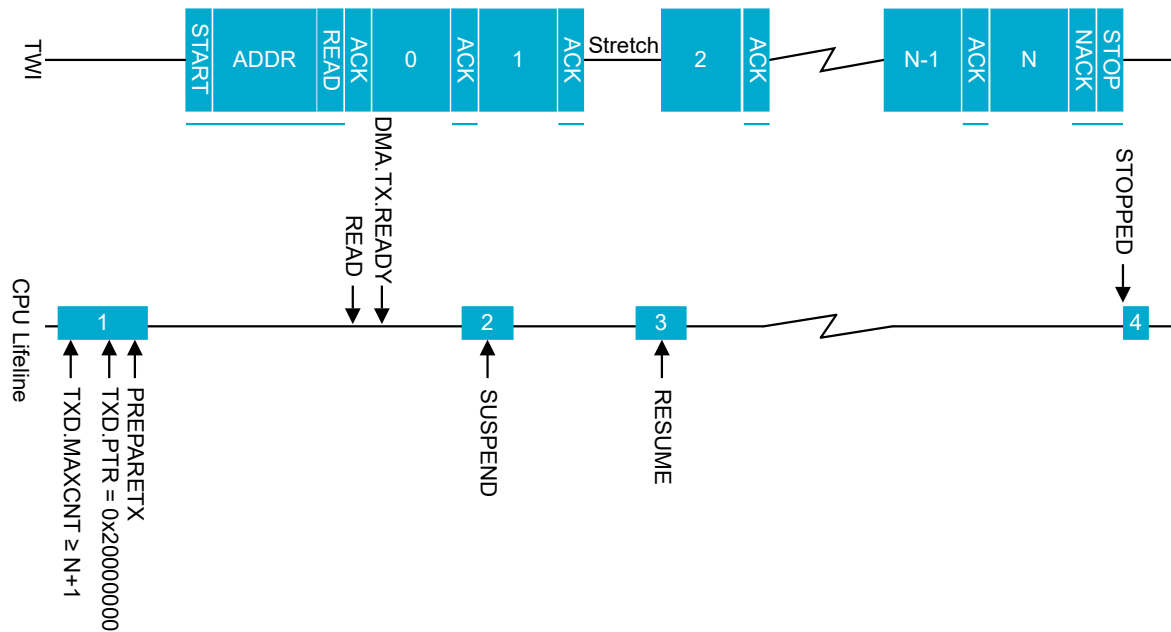 TWI
START
ADDR
READ
ACK
0
ACK
1
ACK
Stretch
2
ACK
N-1
ACK
N
NACK
STOP
READ
DMA.TX.READY
STOPPED
CPU Lifeline
1
2
3
4
TXD.MAXCNT ≥ N+1
TXD.PTR = 0x20000000
PREPARETX
SUSPEND
RESUME